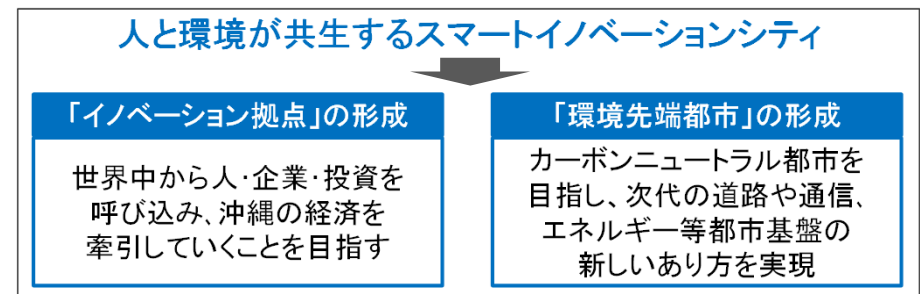 人と環境が共生するスマートイノベーションシティ
「イノベーション拠点」の形成
世界中から人・企業・投資を
呼び込み、沖縄の経済を
牽引していくことを目指す
「環境先端都市」の形成
カーボンニュートラル都市を
目指し、次代の道路や通信、
エネルギー等都市基盤の
新しいあり方を実現